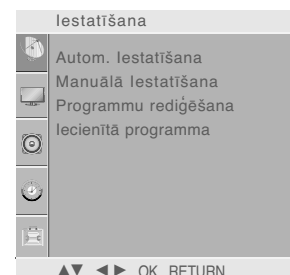 Iestatīšana
Autom. Iestatīšana
Manuālā Iestatīšana
Programmu rediģēšana
Iecienītā programma
▲▼ ◀▶ OK RETURN